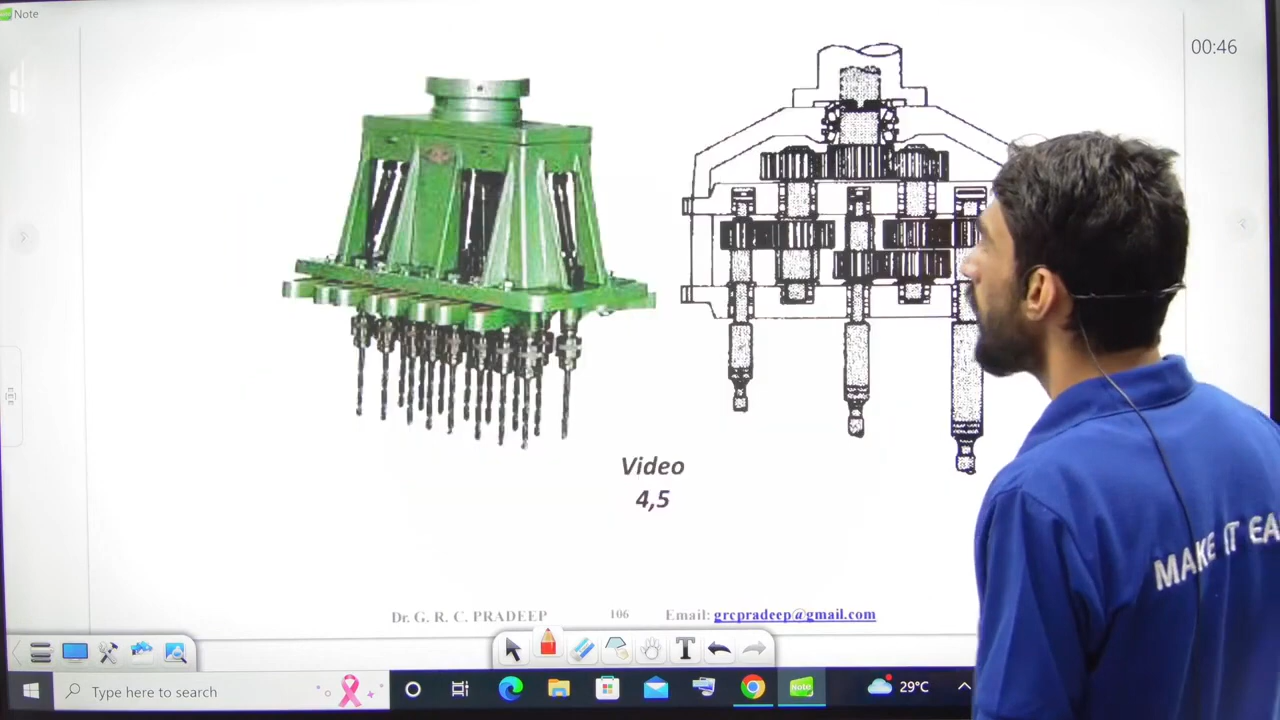 Note
00:46
Video
4,5
Dr. G. R. C. PRADEEP 106 Email: grcpradeep@gmail.com
MAKE IT EA
T
Type here to search
Note
29°C